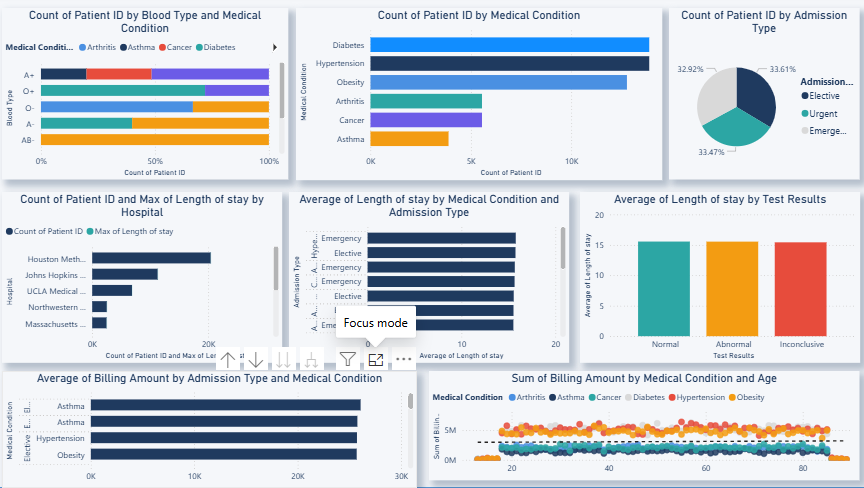 Count of Patient ID by Blood Type and Medical
Condition
Medical Conditi... Arthritis Asthma Cancer Diabetes
Blood Type
A+
O+
O-
A-
AB-
0% 50% 100%
Count of Patient ID
Count of Patient ID by Medical Condition
Medical Condition
Diabetes
Hypertension
Obesity
Arthritis
Cancer
Asthma
0K 5K 10K
Count of Patient ID
Count of Patient ID by Admission
Type
32.92% 33.61%
33.47%
Admission...
Elective
Urgent
Emerge...
Count of Patient ID and Max of Length of stay by
Hospital
Count of Patient ID Max of Length of stay
Hospital
Houston Meth...
Johns Hopkins ...
UCLA Medical ...
Northwestern ...
Massachusetts ...
0K 20K
Count of Patient ID and Max of Len
Average of Length of stay by Medical Condition and
Admission Type
Admission Type
Hype...
A...
C...
...
A...
Emergency
Elective
Emergency
Emergency
Elective
Eme
10 20
Average of Length of stay
Focus mode
Average of Length of stay by Test Results
Average of Length of stay
20
15
10
5
0
Normal Abnormal Inconclusive
Test Results
Average of Billing Amount by Admission Type and Medical Condition
Medical Condition
El...
E...
Elective
Asthma
Asthma
Hypertension
Obesity
0K 10K 20K 30K
Sum of Billing Amount by Medical Condition and Age
Medical Condition Arthritis Asthma Cancer Diabetes Hypertension Obesity
Sum of Billin...
5M
0M
20 40 60 80